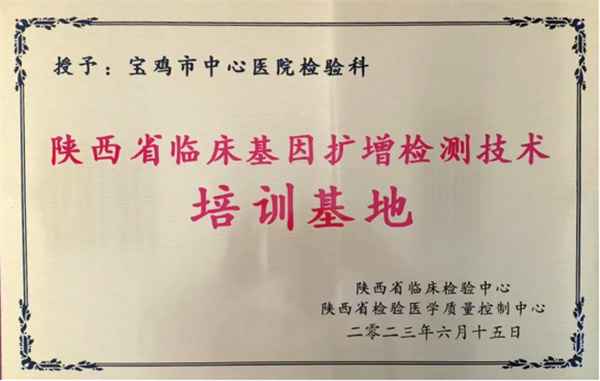 授予：宝鸡市中心医院检验科
陕西省临床基因扩增检测技术
培训基地
陕西省临床检验中心
陕西省检验医学质量控制中心
二零二三年六月十五日